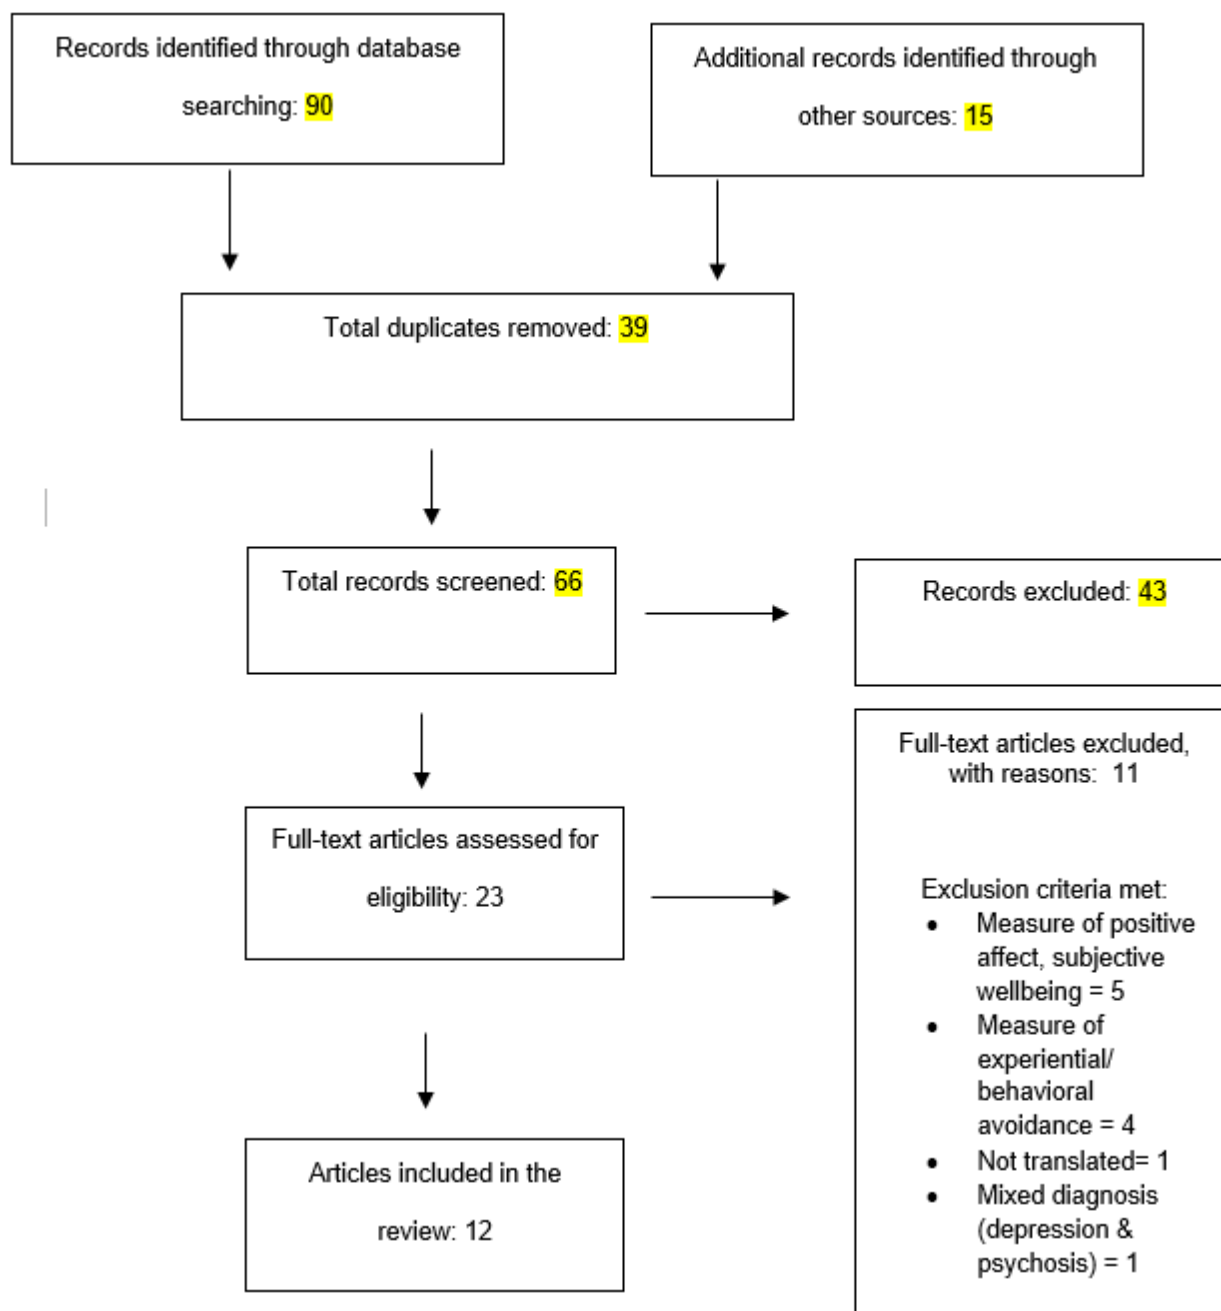 Records identified through database
searching: 90
Additional records identified through
other sources: 15
Total duplicates removed: 39
Total records screened: 66
Records excluded: 43
Full-text articles assessed for
eligibility: 23
Full-text articles excluded,
with reasons: 11
Exclusion criteria met:
• Measure of positive
affect, subjective
wellbeing = 5
• Measure of
experiential/
behavioral
avoidance = 4
• Not translated= 1
• Mixed diagnosis
(depression &
psychosis) = 1
Articles included in the
review: 12